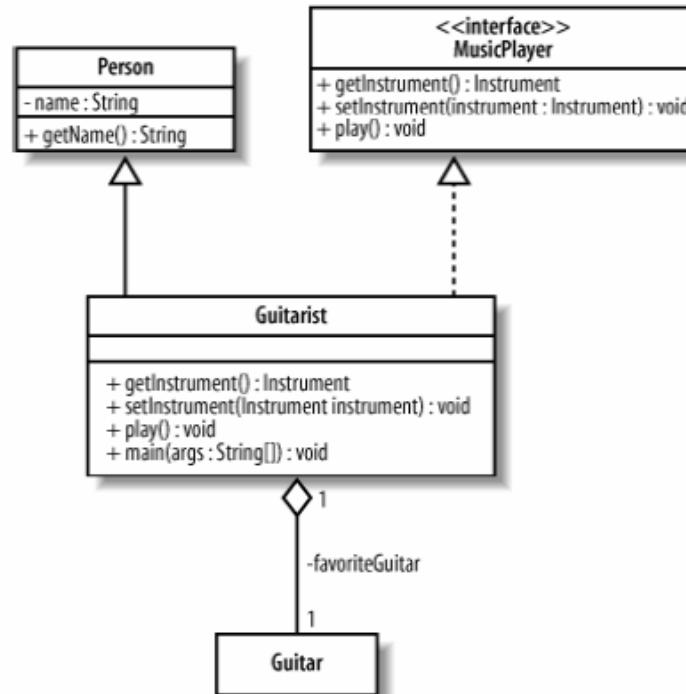 Person
- name : String
+ getName() : String
<<interface>>
MusicPlayer
+ getInstrument() : Instrument
+ setInstrument(instrument : Instrument) : void
+ play() : void
Guitarist
+ getInstrument() : Instrument
+ setInstrument(Instrument instrument) : void
+ play() : void
+ main(args : String[]) : void
1
-favoriteGuitar
1
Guitar